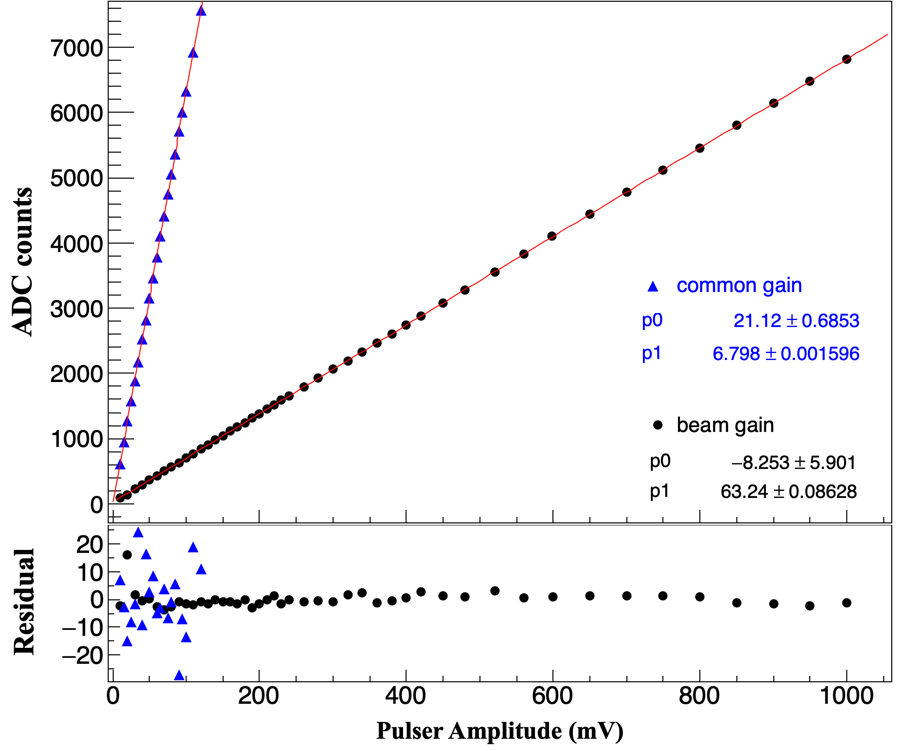 7000
6000
5000
4000
3000
2000
1000
0
ADC counts
common gain
p0 21.12 ± 0.6853
p1 6.798 ± 0.001596
beam gain
p0 −8.253 ± 5.901
p1 63.24 ± 0.08628
20
10
0
−10
−20
Residual
0 200 400 600 800 1000
Pulser Amplitude (mV)